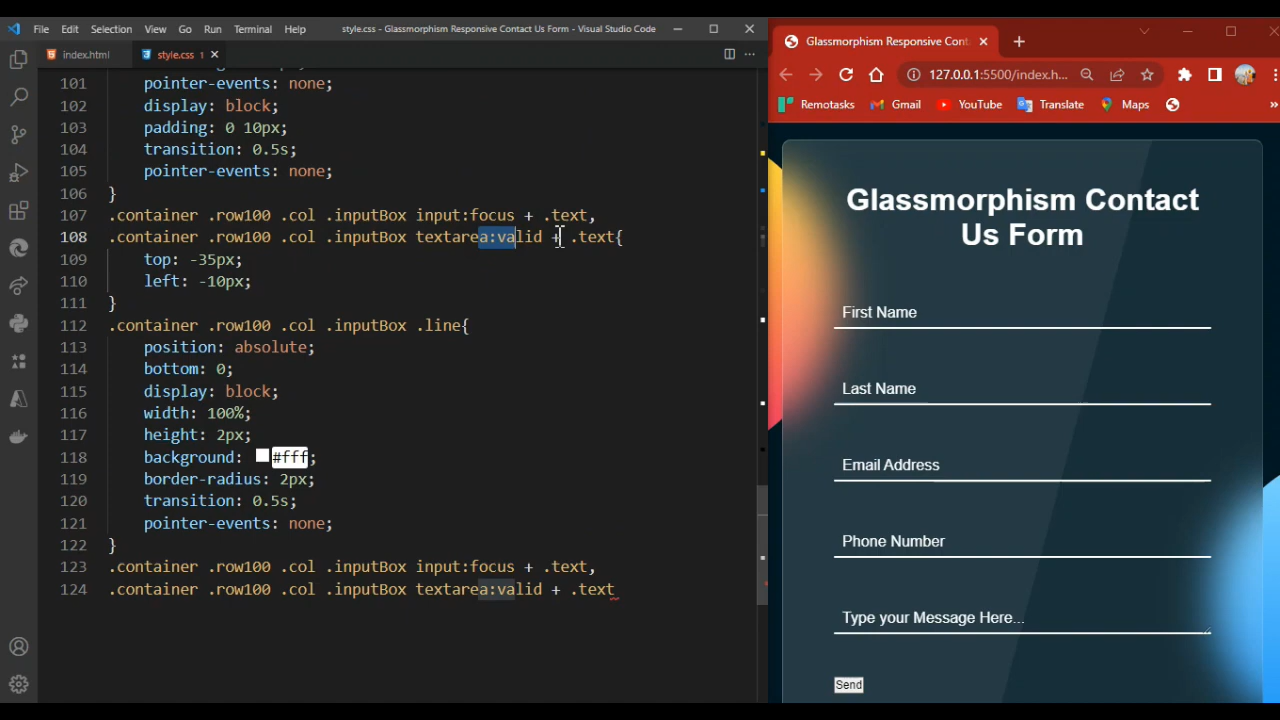 File Edit Selection View Go Run Terminal Help style.css - Glassmorphism Responsive Contact Us Form - Visual Studio Code
index.html style.css 1
101 pointer-events: none;
102 display: block;
103 padding: 0 10px;
104 transition: 0.5s;
105 pointer-events: none;
106 }
107 .container .row100 .col .inputBox input:focus + .text,
108 .container .row100 .col .inputBox textarea:valid + .text{
109 top: -35px;
110 left: -10px;
111 }
112 .container .row100 .col .inputBox .line{
113 position: absolute;
114 bottom: 0;
115 display: block;
116 width: 100%;
117 height: 2px;
118 background: #fff;
119 border-radius: 2px;
120 transition: 0.5s;
121 pointer-events: none;
122 }
123 .container .row100 .col .inputBox input:focus + .text,
124 .container .row100 .col .inputBox textarea:valid + .text
Glassmorphism Responsive Cont
127.0.0.1:5500/index.h...
Remotasks Gmail YouTube Translate Maps »
Glassmorphism Contact
Us Form
First Name
Last Name
Email Address
Phone Number
Type your Message Here...
Send